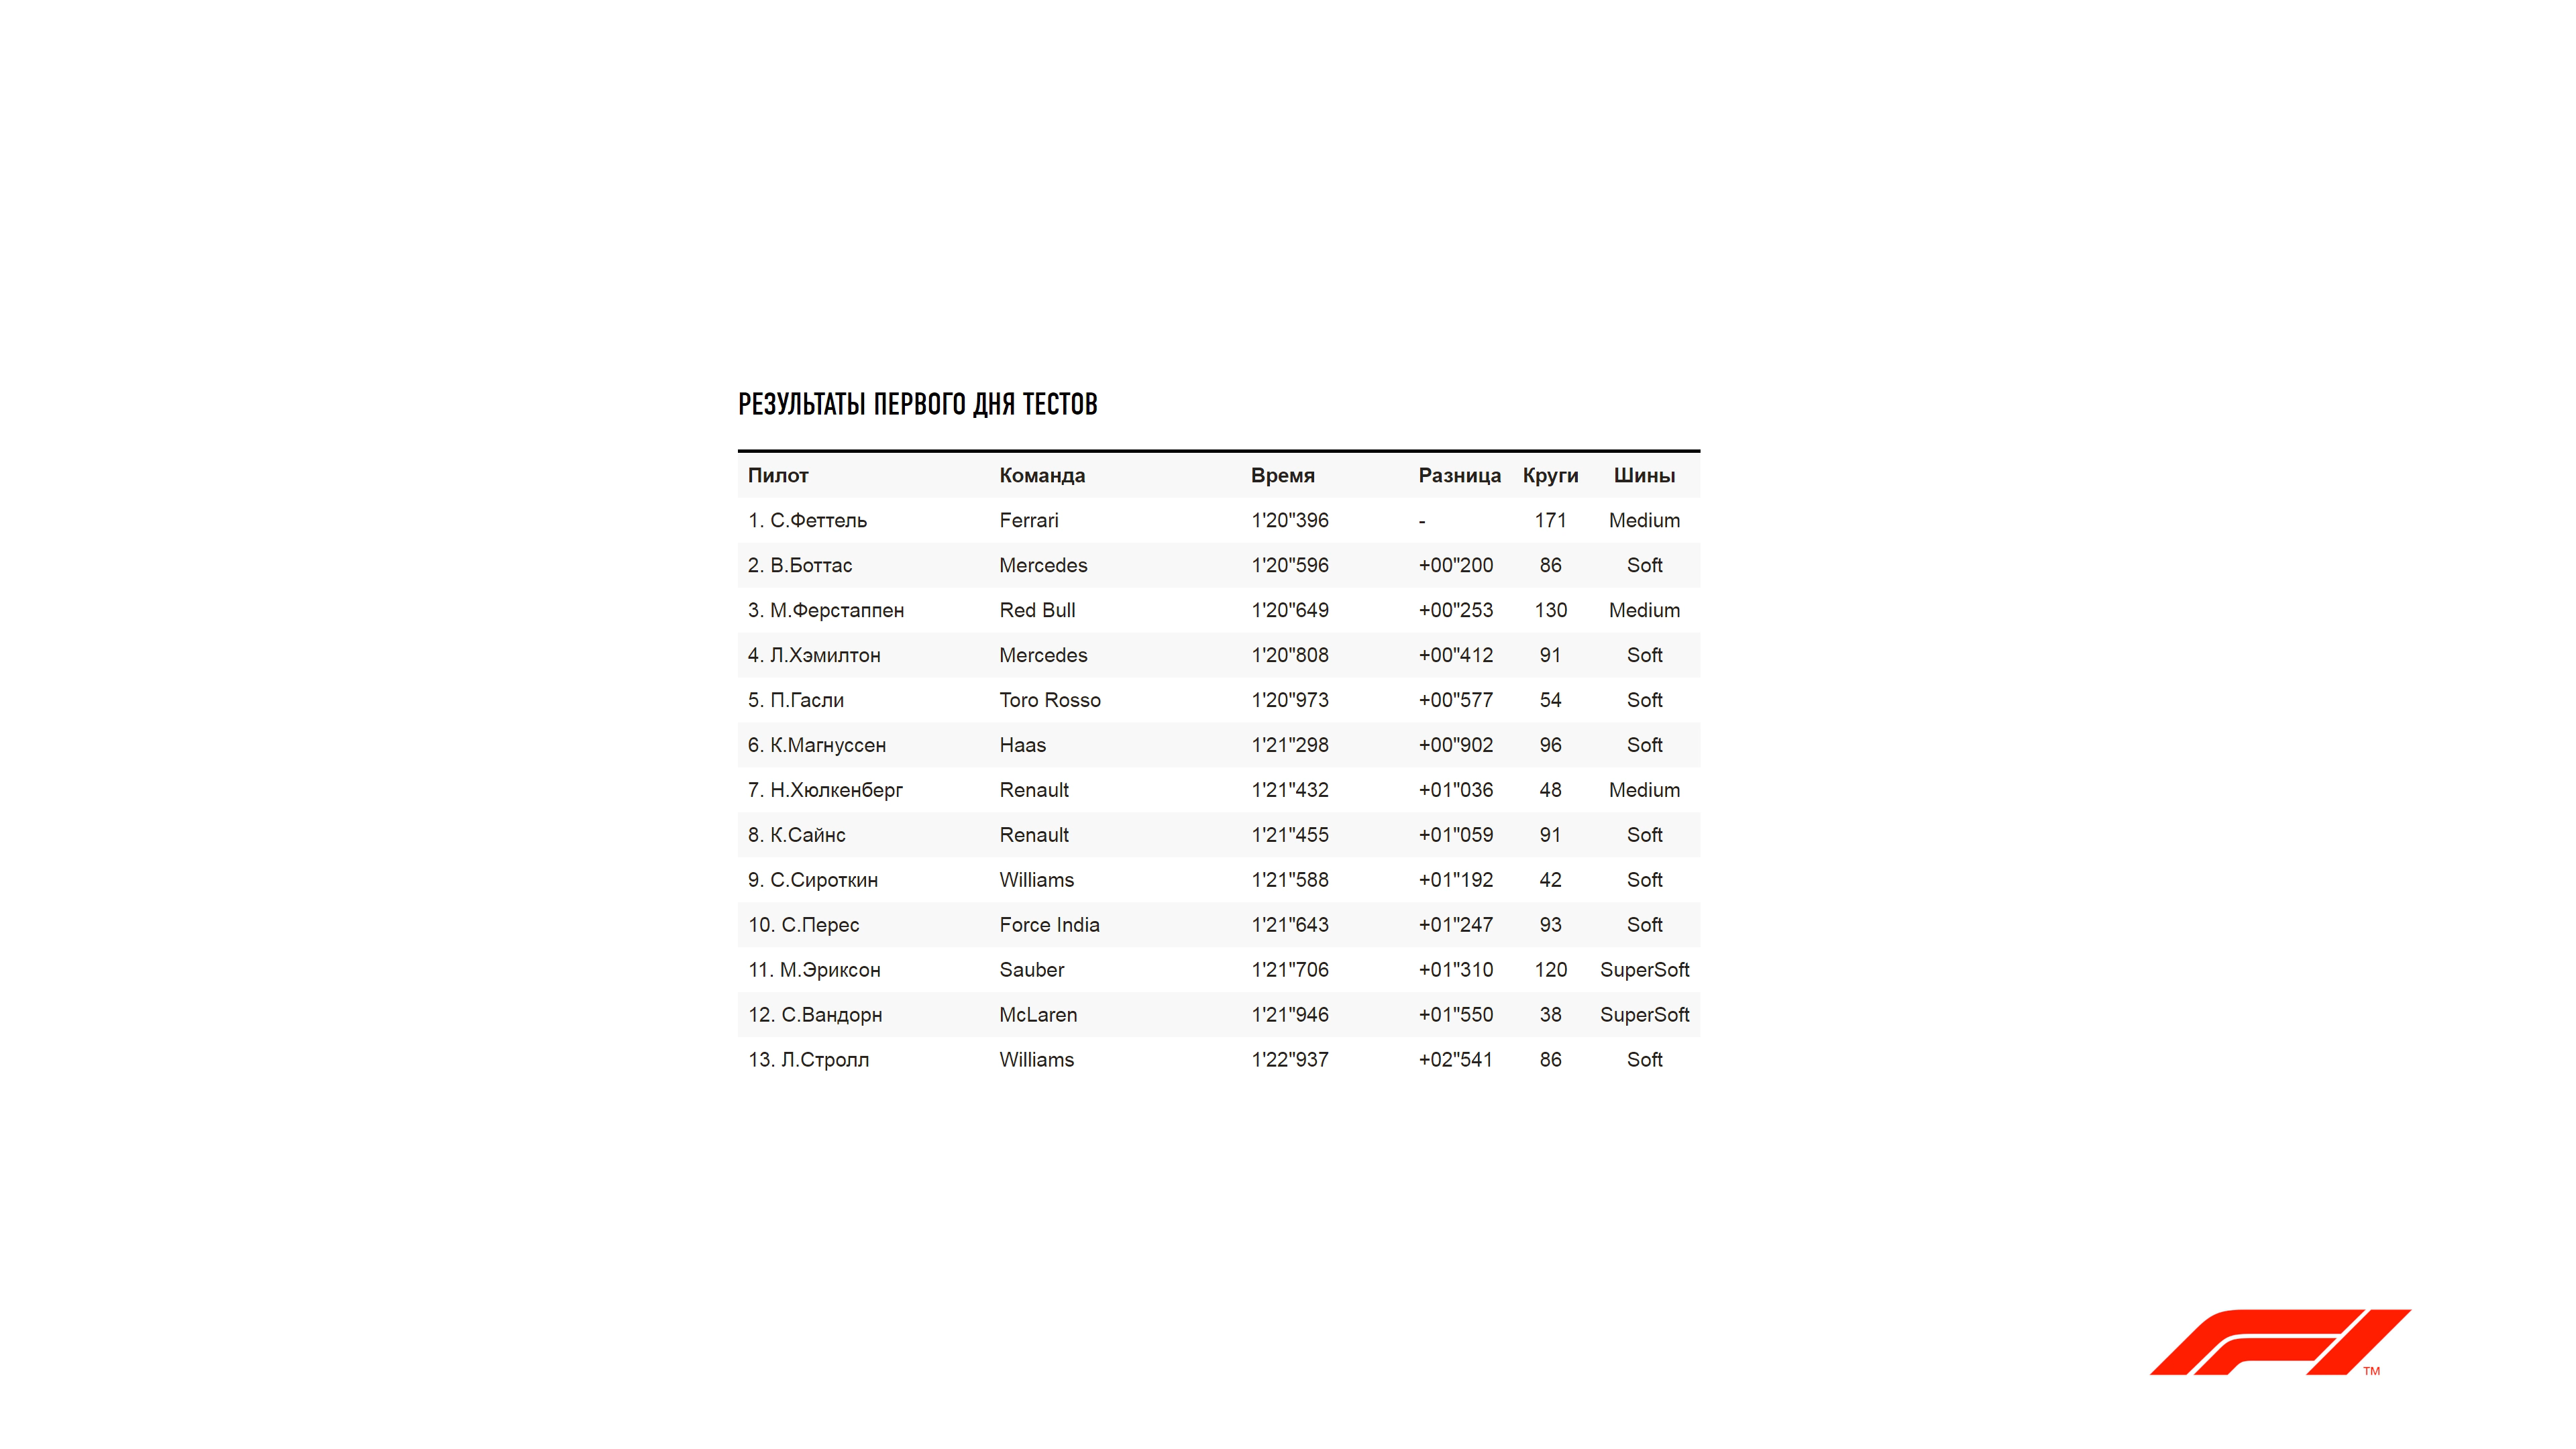 РЕЗУЛЬТАТЫ ПЕРВОГО ДНЯ ТЕСТОВ
Пилот Команда Время Разница Круги Шины
1. С.Феттель Ferrari 1'20"396 - 171 Medium
2. В.Боттас Mercedes 1'20"596 +00"200 86 Soft
3. М.Ферстаппен Red Bull 1'20"649 +00"253 130 Medium
4. Л.Хэмилтон Mercedes 1'20"808 +00"412 91 Soft
5. П.Гасли Toro Rosso 1'20"973 +00"577 54 Soft
6. К.Магнуссен Haas 1'21"298 +00"902 96 Soft
7. Н.Хюлкенберг Renault 1'21"432 +01"036 48 Medium
8. К.Сайнс Renault 1'21"455 +01"059 91 Soft
9. С.Сироткин Williams 1'21"588 +01"192 42 Soft
10. С.Перес Force India 1'21"643 +01"247 93 Soft
11. М.Эриксон Sauber 1'21"706 +01"310 120 SuperSoft
12. С.Вандорн McLaren 1'21"946 +01"550 38 SuperSoft
13. Л.Стролл Williams 1'22"937 +02"541 86 Soft
F1 TM